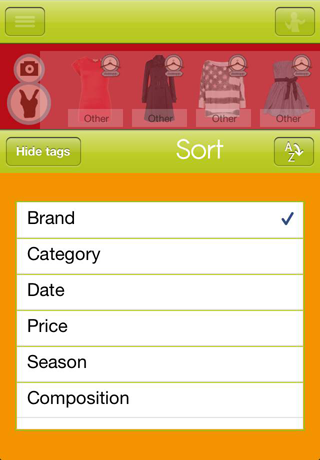 Other Other Other Other
Hide tags Sort A Z
Brand
Category
Date
Price
Season
Composition